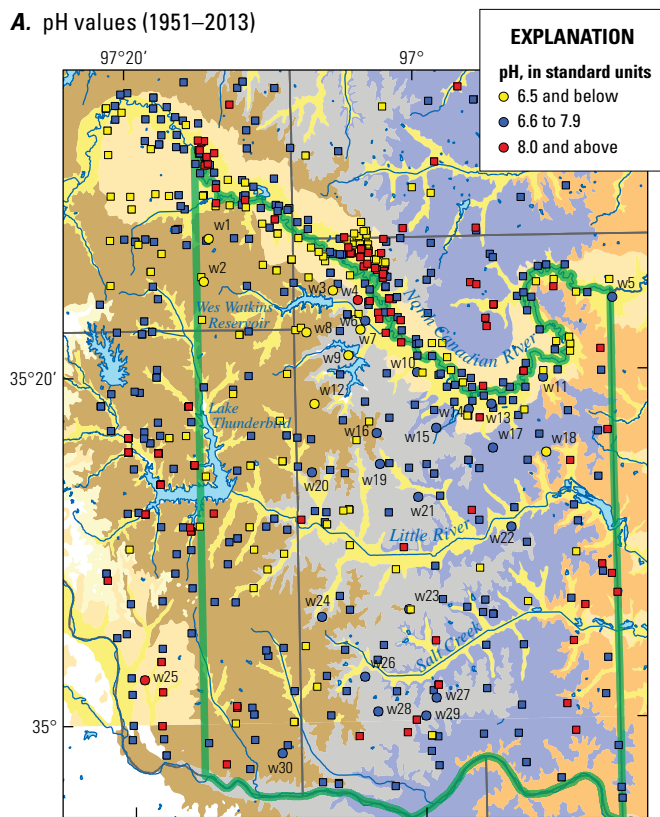 A. pH values (1951–2013)
97°20'
97°
EXPLANATION
pH, in standard units
6.5 and below
6.6 to 7.9
8.0 and above
w1
w2
w3
w4
w5
Wes Watkins
Reservoir
w6
w7
w8
w9
North Canadian River
35°20'
w10
w11
w12
w13
w14
Lake
Thunderbird
w15
w16
w17
w18
w19
w20
w21
Little River
w22
w23
w24
Salt Creek
w25
w26
w27
w28
w29
35°
w30